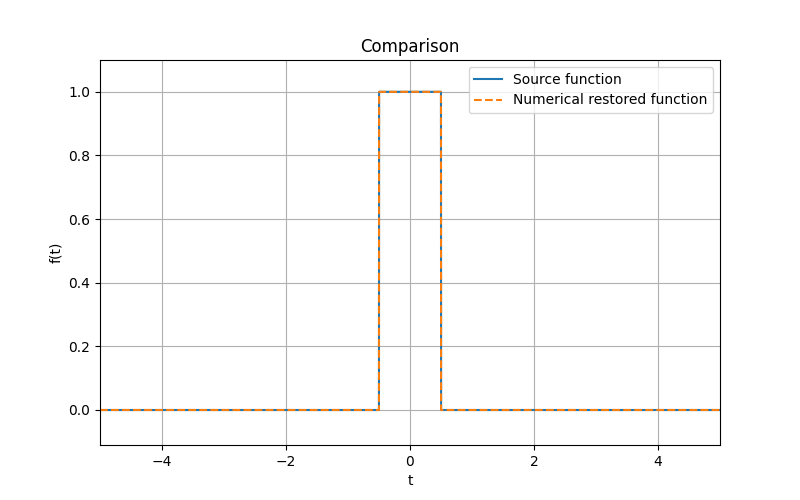 Comparison
Source function
Numerical restored function
1.0
0.8
0.6
0.4
0.2
0.0
f(t)
−4
−2
0
2
4
t